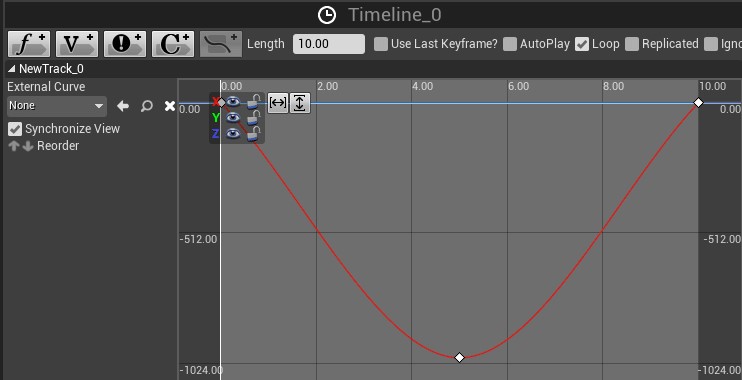 Timeline_0
f V ! C Length 10.00 Use Last Keyframe? AutoPlay Loop Replicated Igno
NewTrack_0
External Curve
None
Synchronize View
Reorder
0.00 2.00 4.00 6.00 8.00 10.00
X
Y
Z
0.00 0.00
-512.00 -512.00
-1024.00 -1024.00